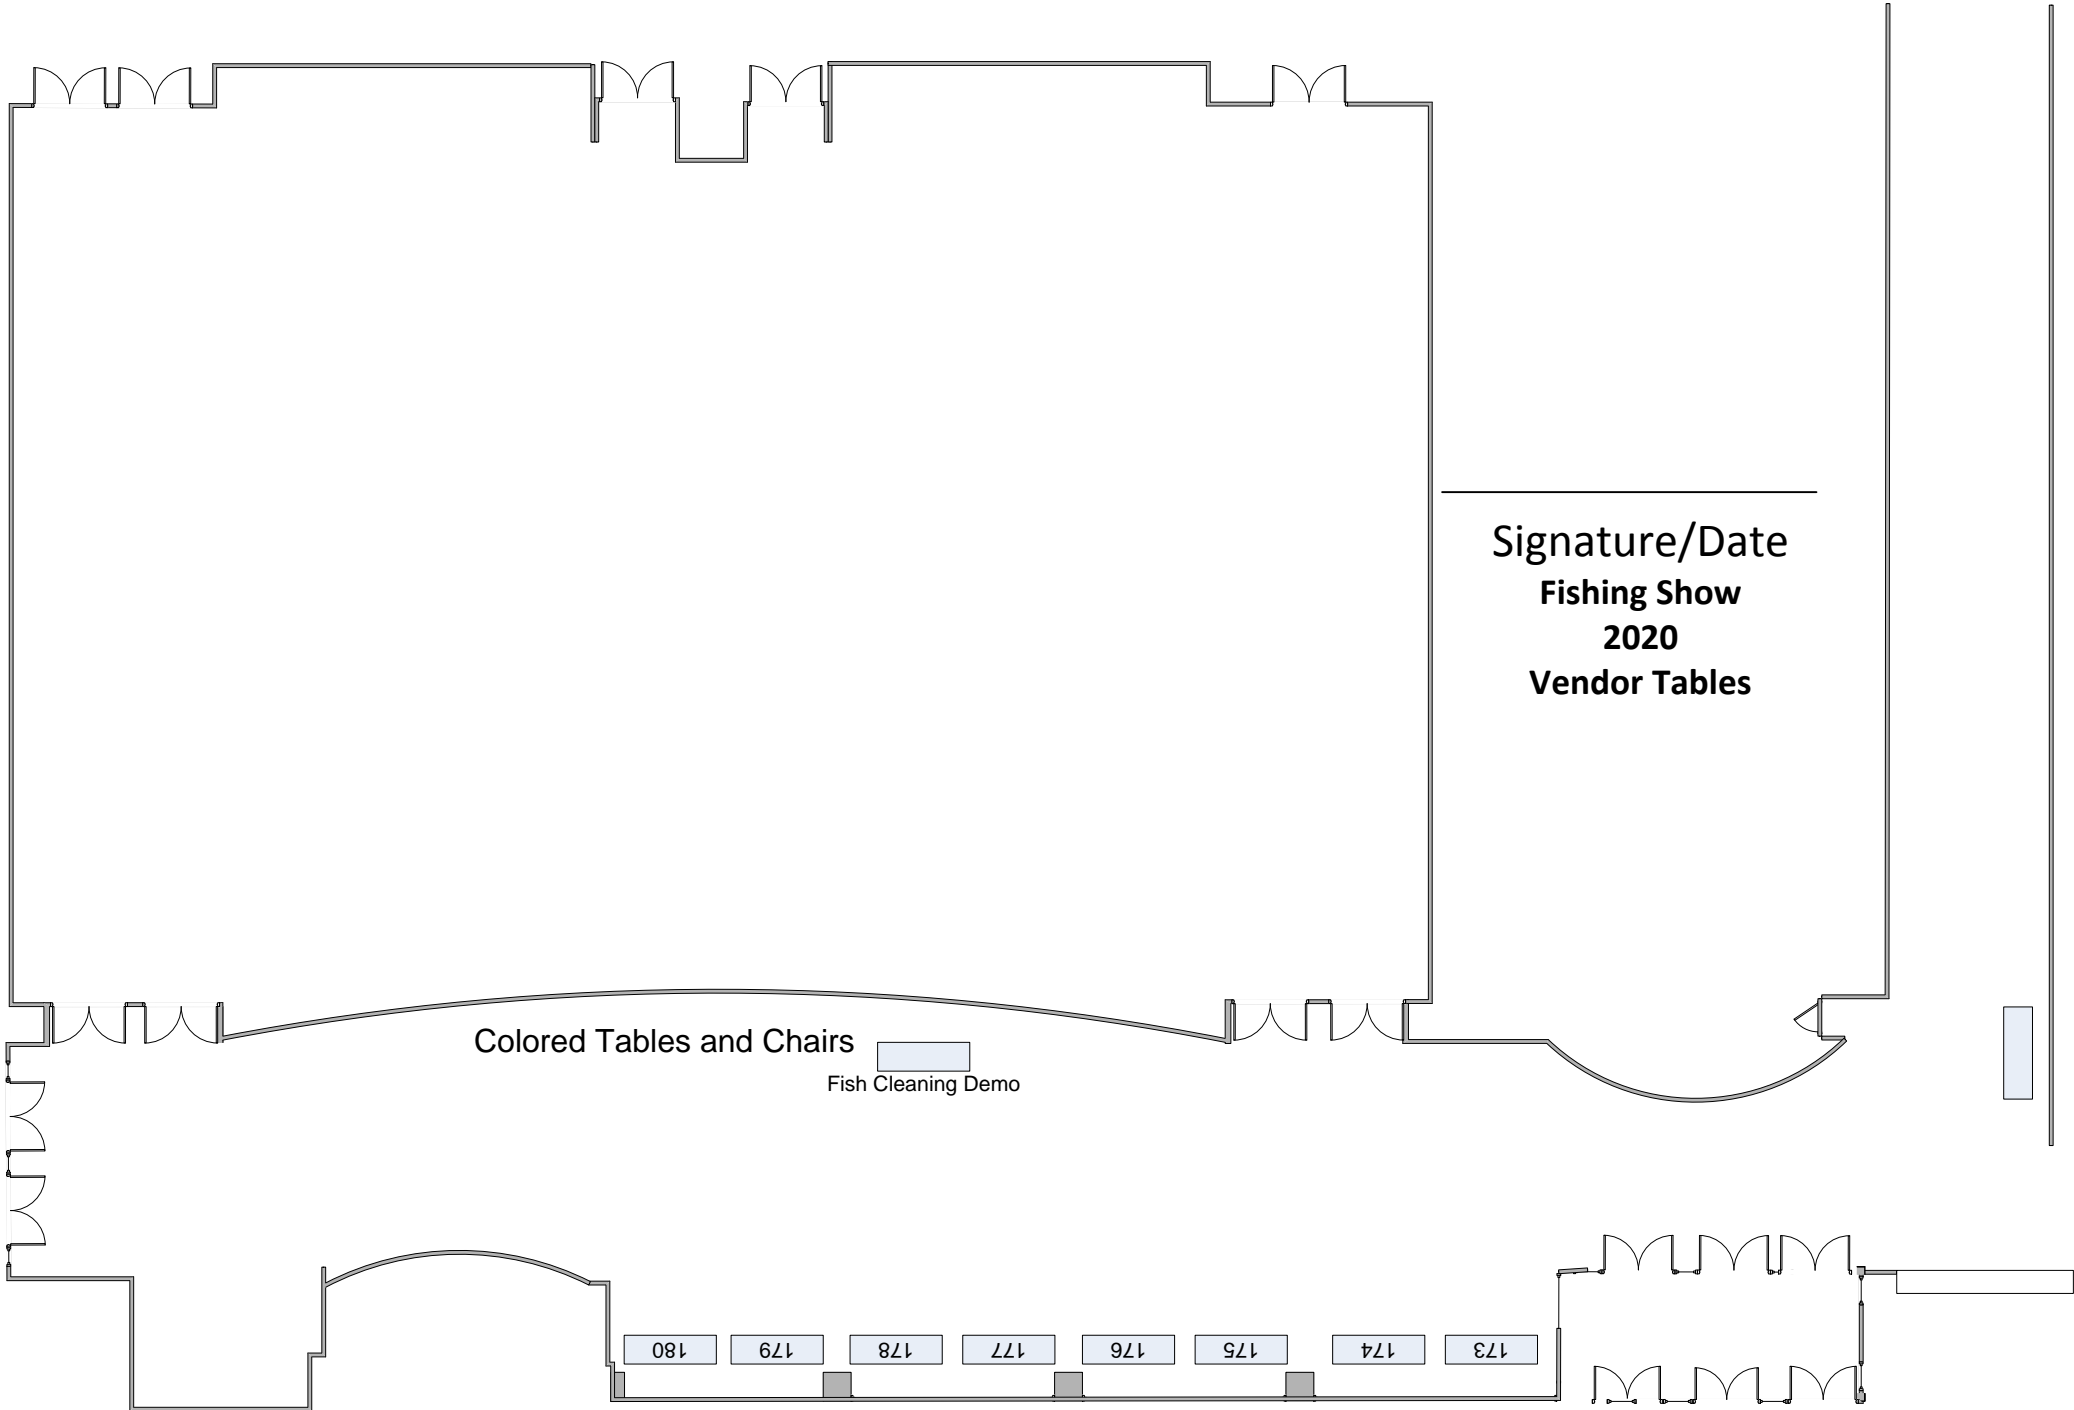 Signature/Date
Fishing Show
2020
Vendor Tables
Colored Tables and Chairs
Fish Cleaning Demo
180 179 178 177 176 175 174 173